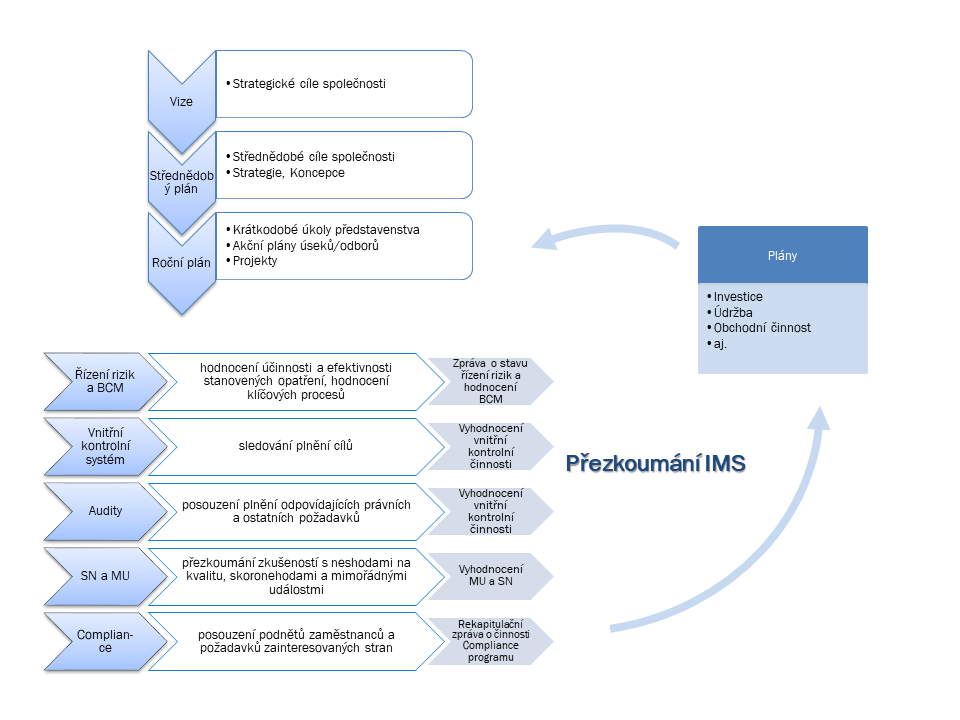 Vize
•Strategické cíle společnosti
Střednědob
ý plán
•Střednědobé cíle společnosti
•Strategie, Koncepce
Roční plán
•Krátkodobé úkoly představenstva
•Akční plány úseků/odborů
•Projekty
Plány
•Investice
•Údržba
•Obchodní činnost
•aj.
Řízení rizik
a BCM
hodnocení účinnosti a efektivnosti
stanovených opatření, hodnocení
klíčových procesů
Zpráva o stavu
řízení rizik a
hodnocení
BCM
Vnitřní
kontrolní
systém
sledování plnění cílů
Vyhodnocení
vnitřní
kontrolní
činnosti
Přezkoumání IMS
Audity
posouzení plnění odpovídajících právních
a ostatních požadavků
Vyhodnocení
vnitřní
kontrolní
činnosti
SN a MU
přezkoumání zkušeností s neshodami na
kvalitu, skoronehodami a mimořádnými
událostmi
Vyhodnocení
MU a SN
Complian-
ce
posouzení podnětů zaměstnanců a
požadavků zainteresovaných stran
Rekapitulační
zpráva o činnosti
Compliance
programu